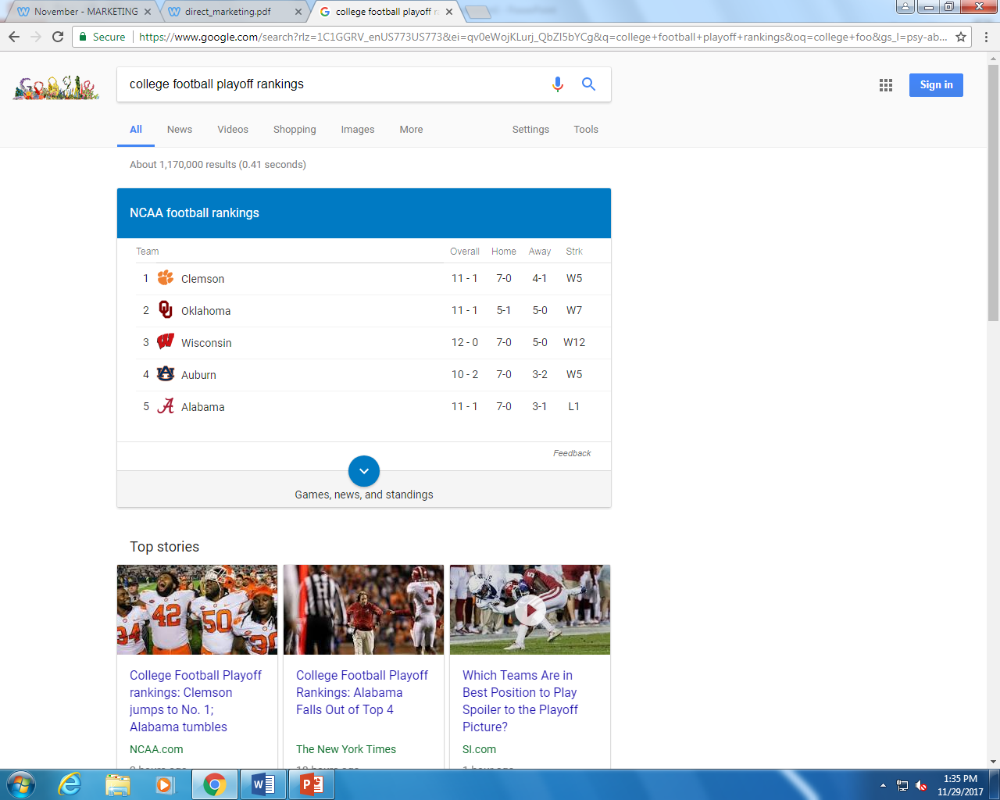 November - MARKETING
direct_marketing.pdf
college football playoff r
Secure
https://www.google.com/search?rlz=1C1GGRV_enUS773US773&ei=qv0eWojKLurj_QbZI5bYCg&q=college+football+playoff+rankings&oq=college+foo&gs_l=psy-ab...
Google
college football playoff rankings
Sign in
All News Videos Shopping Images More Settings Tools
About 1,170,000 results (0.41 seconds)
NCAA football rankings
Team Overall Home Away Strk
1 Clemson 11 - 1 7-0 4-1 W5
2 Oklahoma 11 - 1 5-1 5-0 W7
3 Wisconsin 12 - 0 7-0 5-0 W12
4 Auburn 10 - 2 7-0 3-2 W5
5 Alabama 11 - 1 7-0 3-1 L1
Feedback
Games, news, and standings
Top stories
34 42 50 30
3
5
College Football Playoff
rankings: Clemson
jumps to No. 1;
Alabama tumbles
NCAA.com
College Football Playoff
Rankings: Alabama
Falls Out of Top 4
The New York Times
Which Teams Are in
Best Position to Play
Spoiler to the Playoff
Picture?
SI.com
1:35 PM
11/29/2017